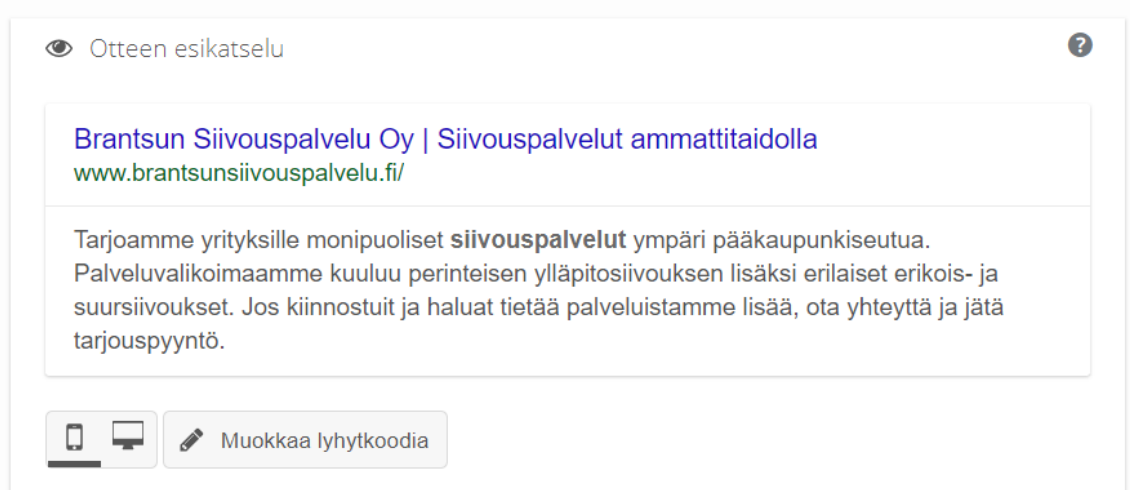 Otteen esikatselu
Brantsun Siivouspalvelu Oy | Siivouspalvelut ammattitaidolla
www.brantsunsiivouspalvelu.fi/
Tarjoamme yrityksille monipuoliset siivouspalvelut ympäri pääkaupunkiseutua.
Palveluvalikoimaamme kuuluu perinteisen ylläpitosiivouksen lisäksi erilaiset erikois- ja
suursiivoukset. Jos kiinnostuit ja haluat tietää palveluistamme lisää, ota yhteyttä ja jätä
tarjouspyyntö.
Muokkaa lyhytkoodia